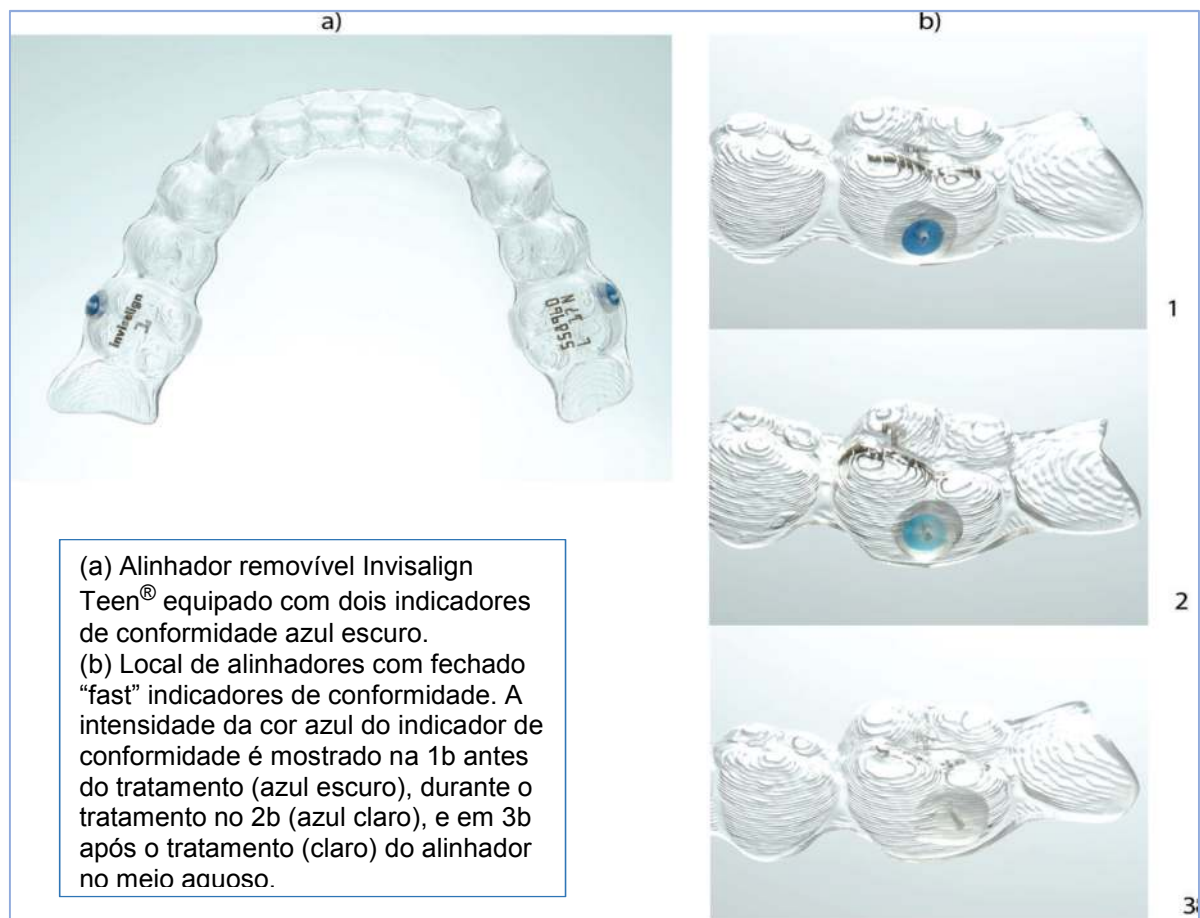 a)
b)
Invisalign
3
N L7
096855
1
2
3
(a) Alinhador removível Invisalign
Teen® equipado com dois indicadores
de conformidade azul escuro.
(b) Local de alinhadores com fechado
“fast” indicadores de conformidade. A
intensidade da cor azul do indicador de
conformidade é mostrado na 1b antes
do tratamento (azul escuro), durante o
tratamento no 2b (azul claro), e em 3b
após o tratamento (claro) do alinhador
no meio aquoso.